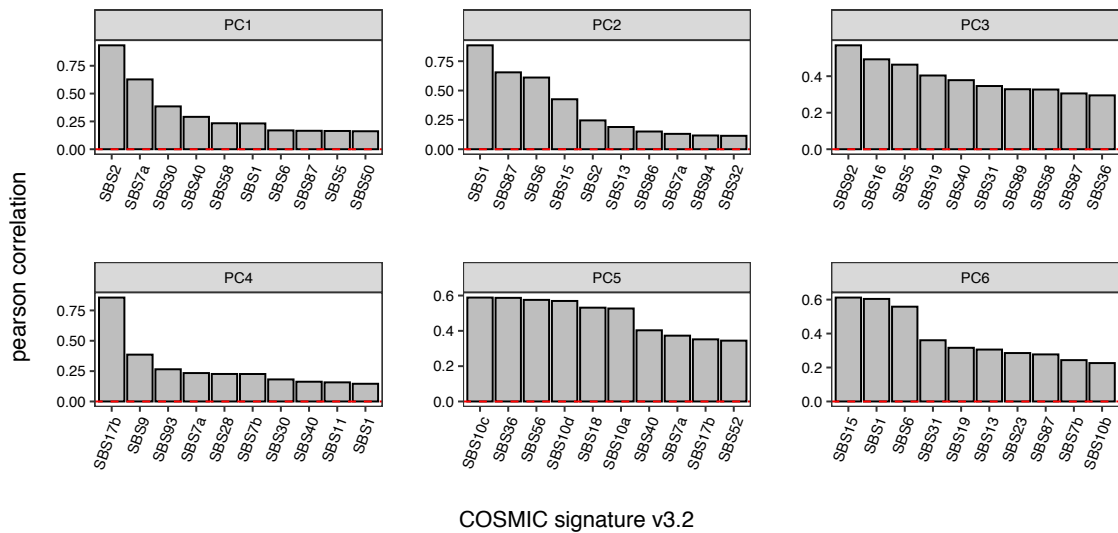 PC1
PC2
PC3
0.75
0.50
0.25
0.00
0.75
0.50
0.25
0.00
0.4
0.2
0.0
SBS2 SBS7a SBS30 SBS40 SBS58 SBS1 SBS6 SBS87 SBS5 SBS50
SBS1 SBS87 SBS6 SBS15 SBS2 SBS13 SBS86 SBS7a SBS94 SBS32
SBS92 SBS16 SBS5 SBS19 SBS40 SBS31 SBS89 SBS58 SBS87 SBS36
pearson correlation
PC4
PC5
PC6
0.75
0.50
0.25
0.00
0.6
0.4
0.2
0.0
0.6
0.4
0.2
0.0
SBS17b SBS9 SBS93 SBS7a SBS28 SBS7b SBS30 SBS40 SBS11 SBS1
SBS10c SBS36 SBS56 SBS10d SBS18 SBS10a SBS40 SBS7a SBS17b SBS52
SBS15 SBS1 SBS6 SBS31 SBS19 SBS13 SBS23 SBS87 SBS7b SBS10b
COSMIC signature v3.2